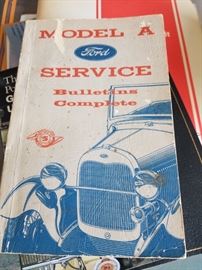 MODEL A
Ford
SERVICE
Bulletins
Complete